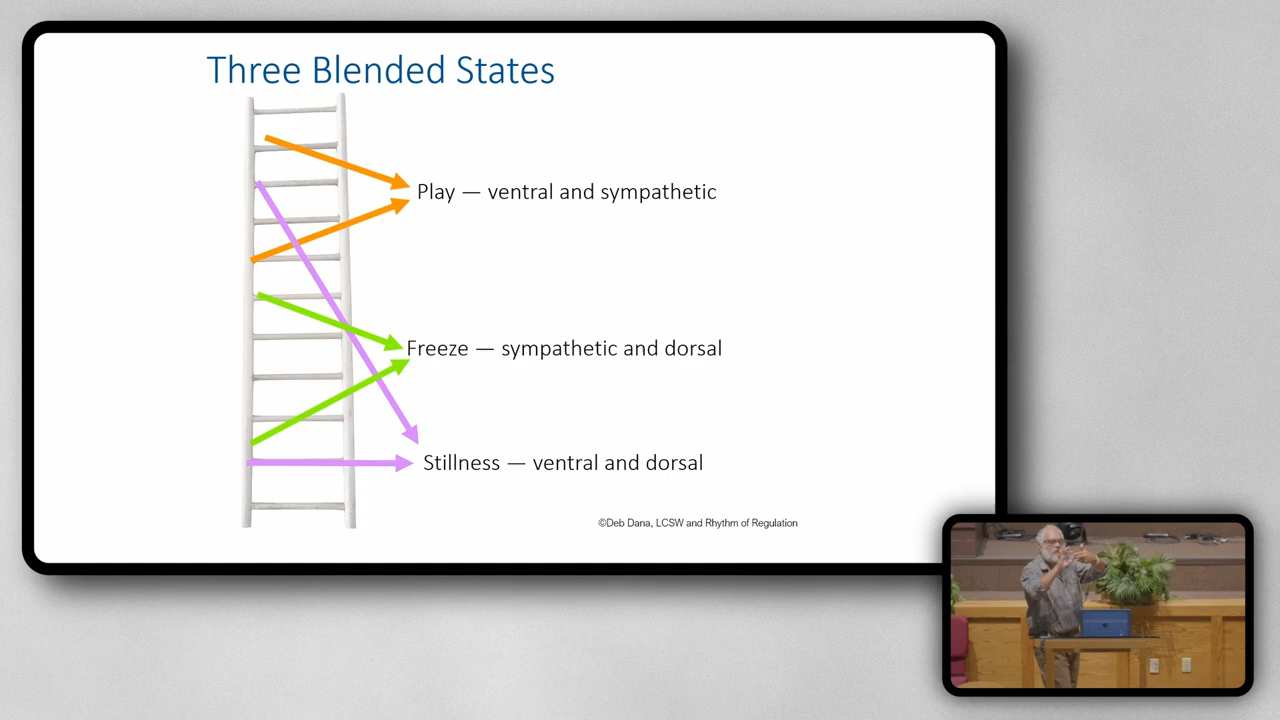 Three Blended States
Play — ventral and sympathetic
Freeze — sympathetic and dorsal
Stillness — ventral and dorsal
©Deb Dana, LCSW and Rhythm of Regulation